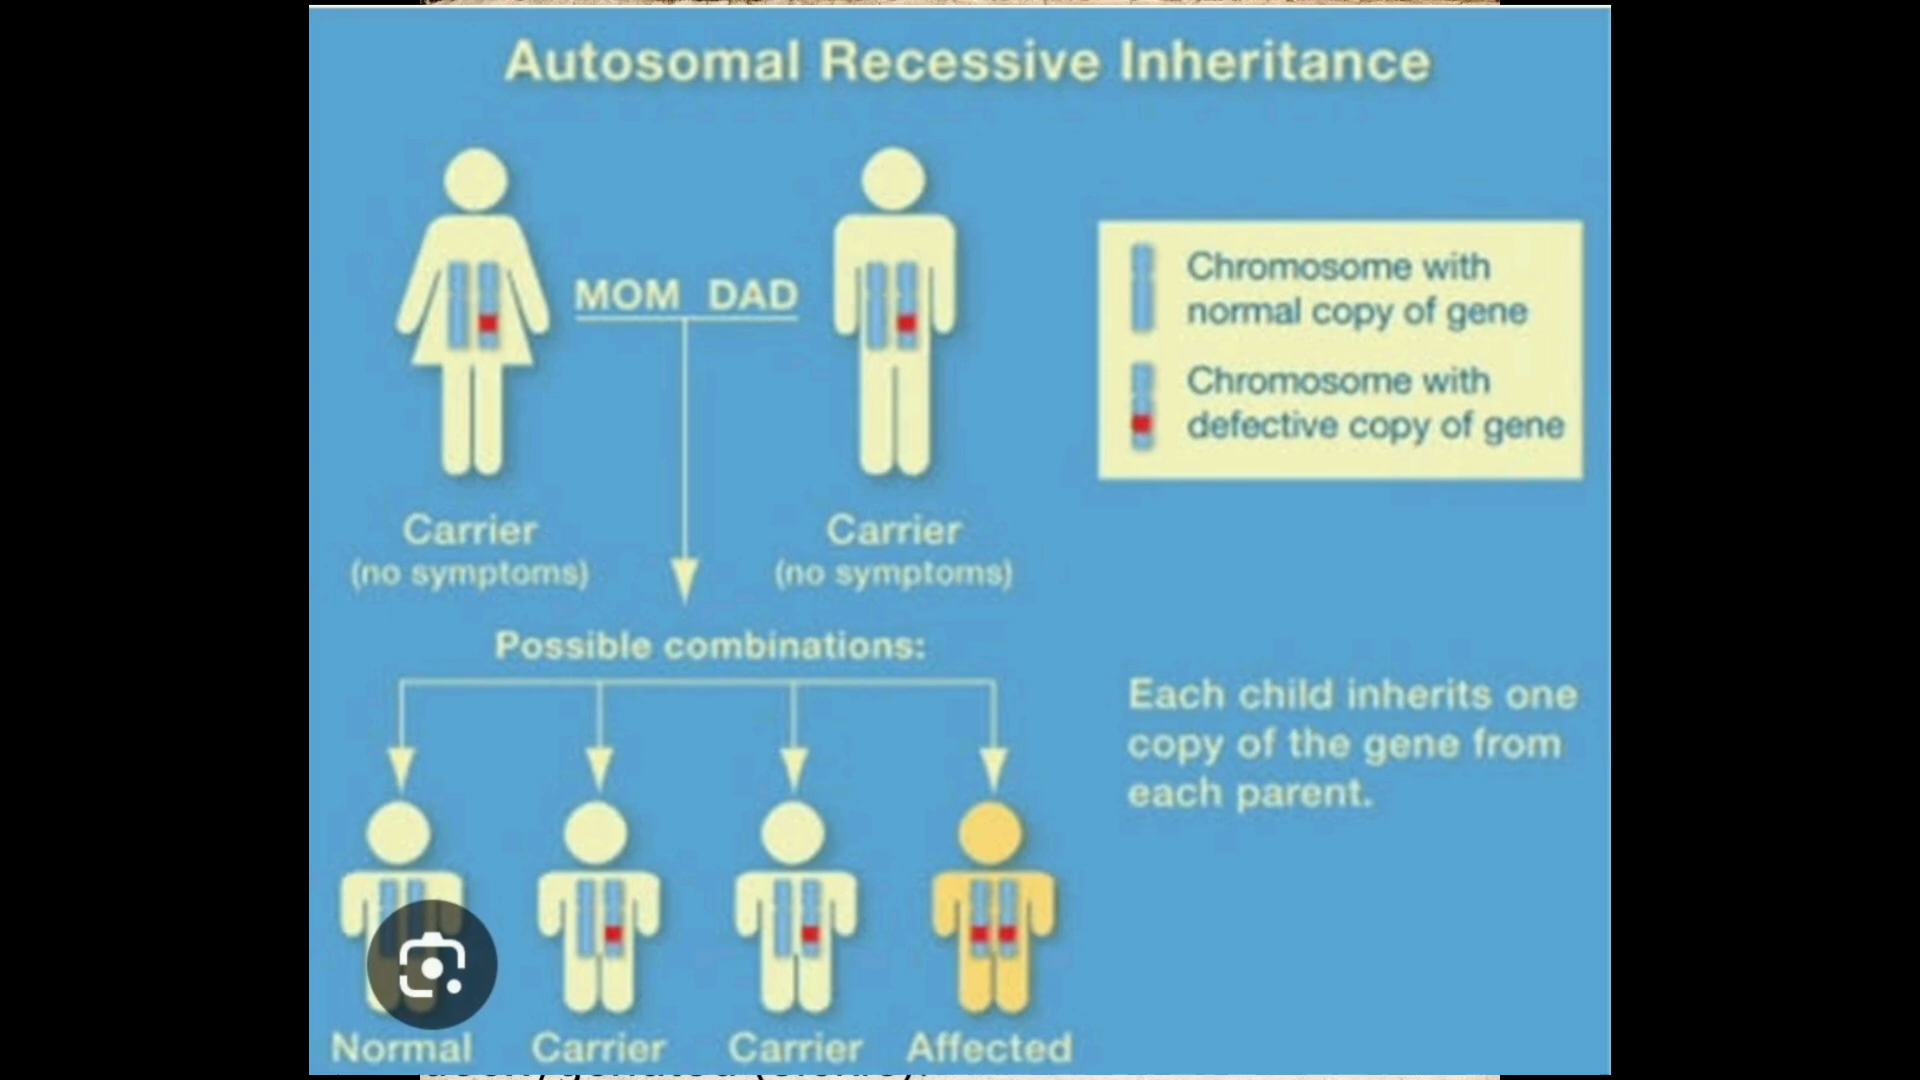 Autosomal Recessive Inheritance
MOM DAD
Chromosome with
normal copy of gene
Chromosome with
defective copy of gene
Carrier
(no symptoms)
Carrier
(no symptoms)
Possible combinations:
Each child inherits one
copy of the gene from
each parent.
Normal
Carrier
Carrier
Affected